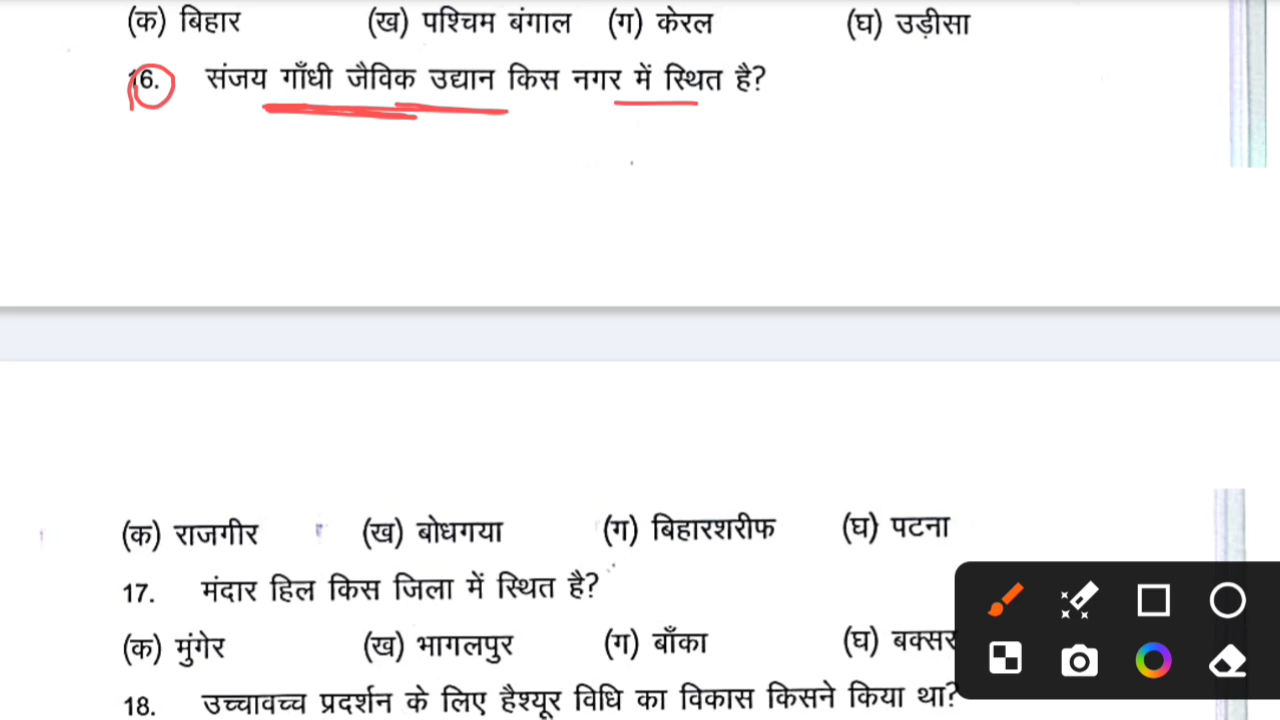 (क) बिहार (ख) पश्चिम बंगाल (ग) केरल (घ) उड़ीसा
16. संजय गाँधी जैविक उद्यान किस नगर में स्थित है?
(क) राजगीर (ख) बोधगया (ग) बिहारशरीफ (घ) पटना
17. मंदार हिल किस जिला में स्थित है?
(क) मुंगेर (ख) भागलपुर (ग) बाँका (घ) बक्सर
18. उच्चावच्च प्रदर्शन के लिए हैश्यूर विधि का विकास किसने किया था?